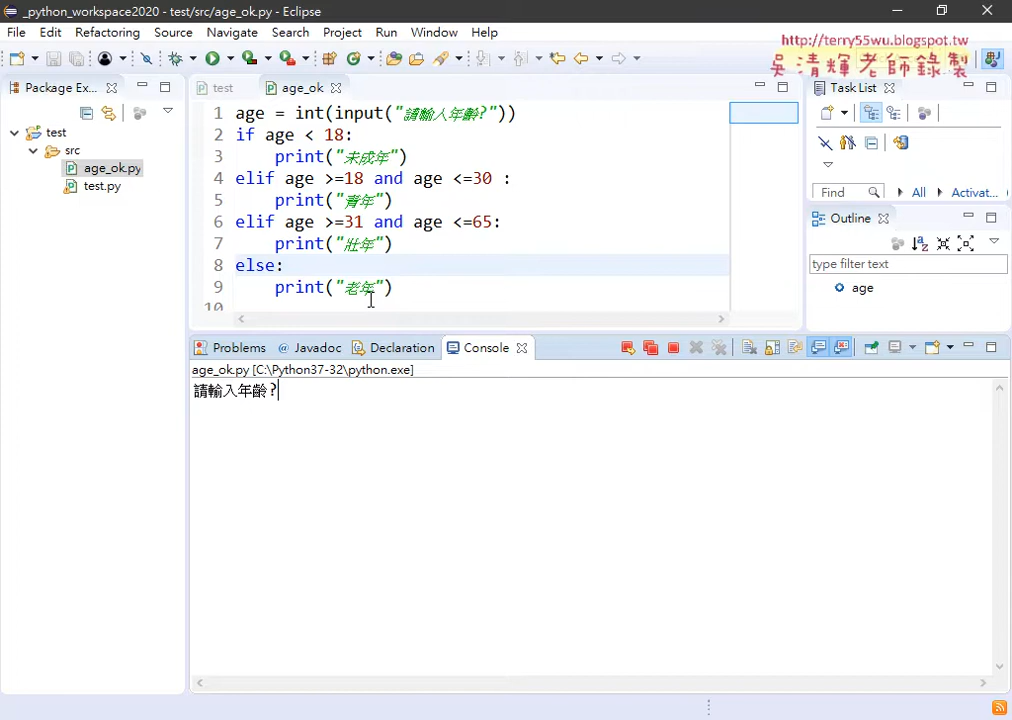 _python_workspace2020 - test/src/age_ok.py - Eclipse
File Edit Refactoring Source Navigate Search Project Run Window Help
http://terry55wu.blogspot.tw
吳清輝老師錄製
Package Ex...
test
src
age_ok.py
test.py
test
age_ok
1 age = int(input("請輸入年齡?"))
2 if age < 18:
3     print("未成年")
4 elif age >=18 and age <=30 :
5     print("青年")
6 elif age >=31 and age <=65:
7     print("壯年")
8 else:
9     print("老年")
10
Task List
Find
All
Activat...
Outline
type filter text
age
Problems
@ Javadoc
Declaration
Console
age_ok.py [C:\Python37-32\python.exe]
請輸入年齡?